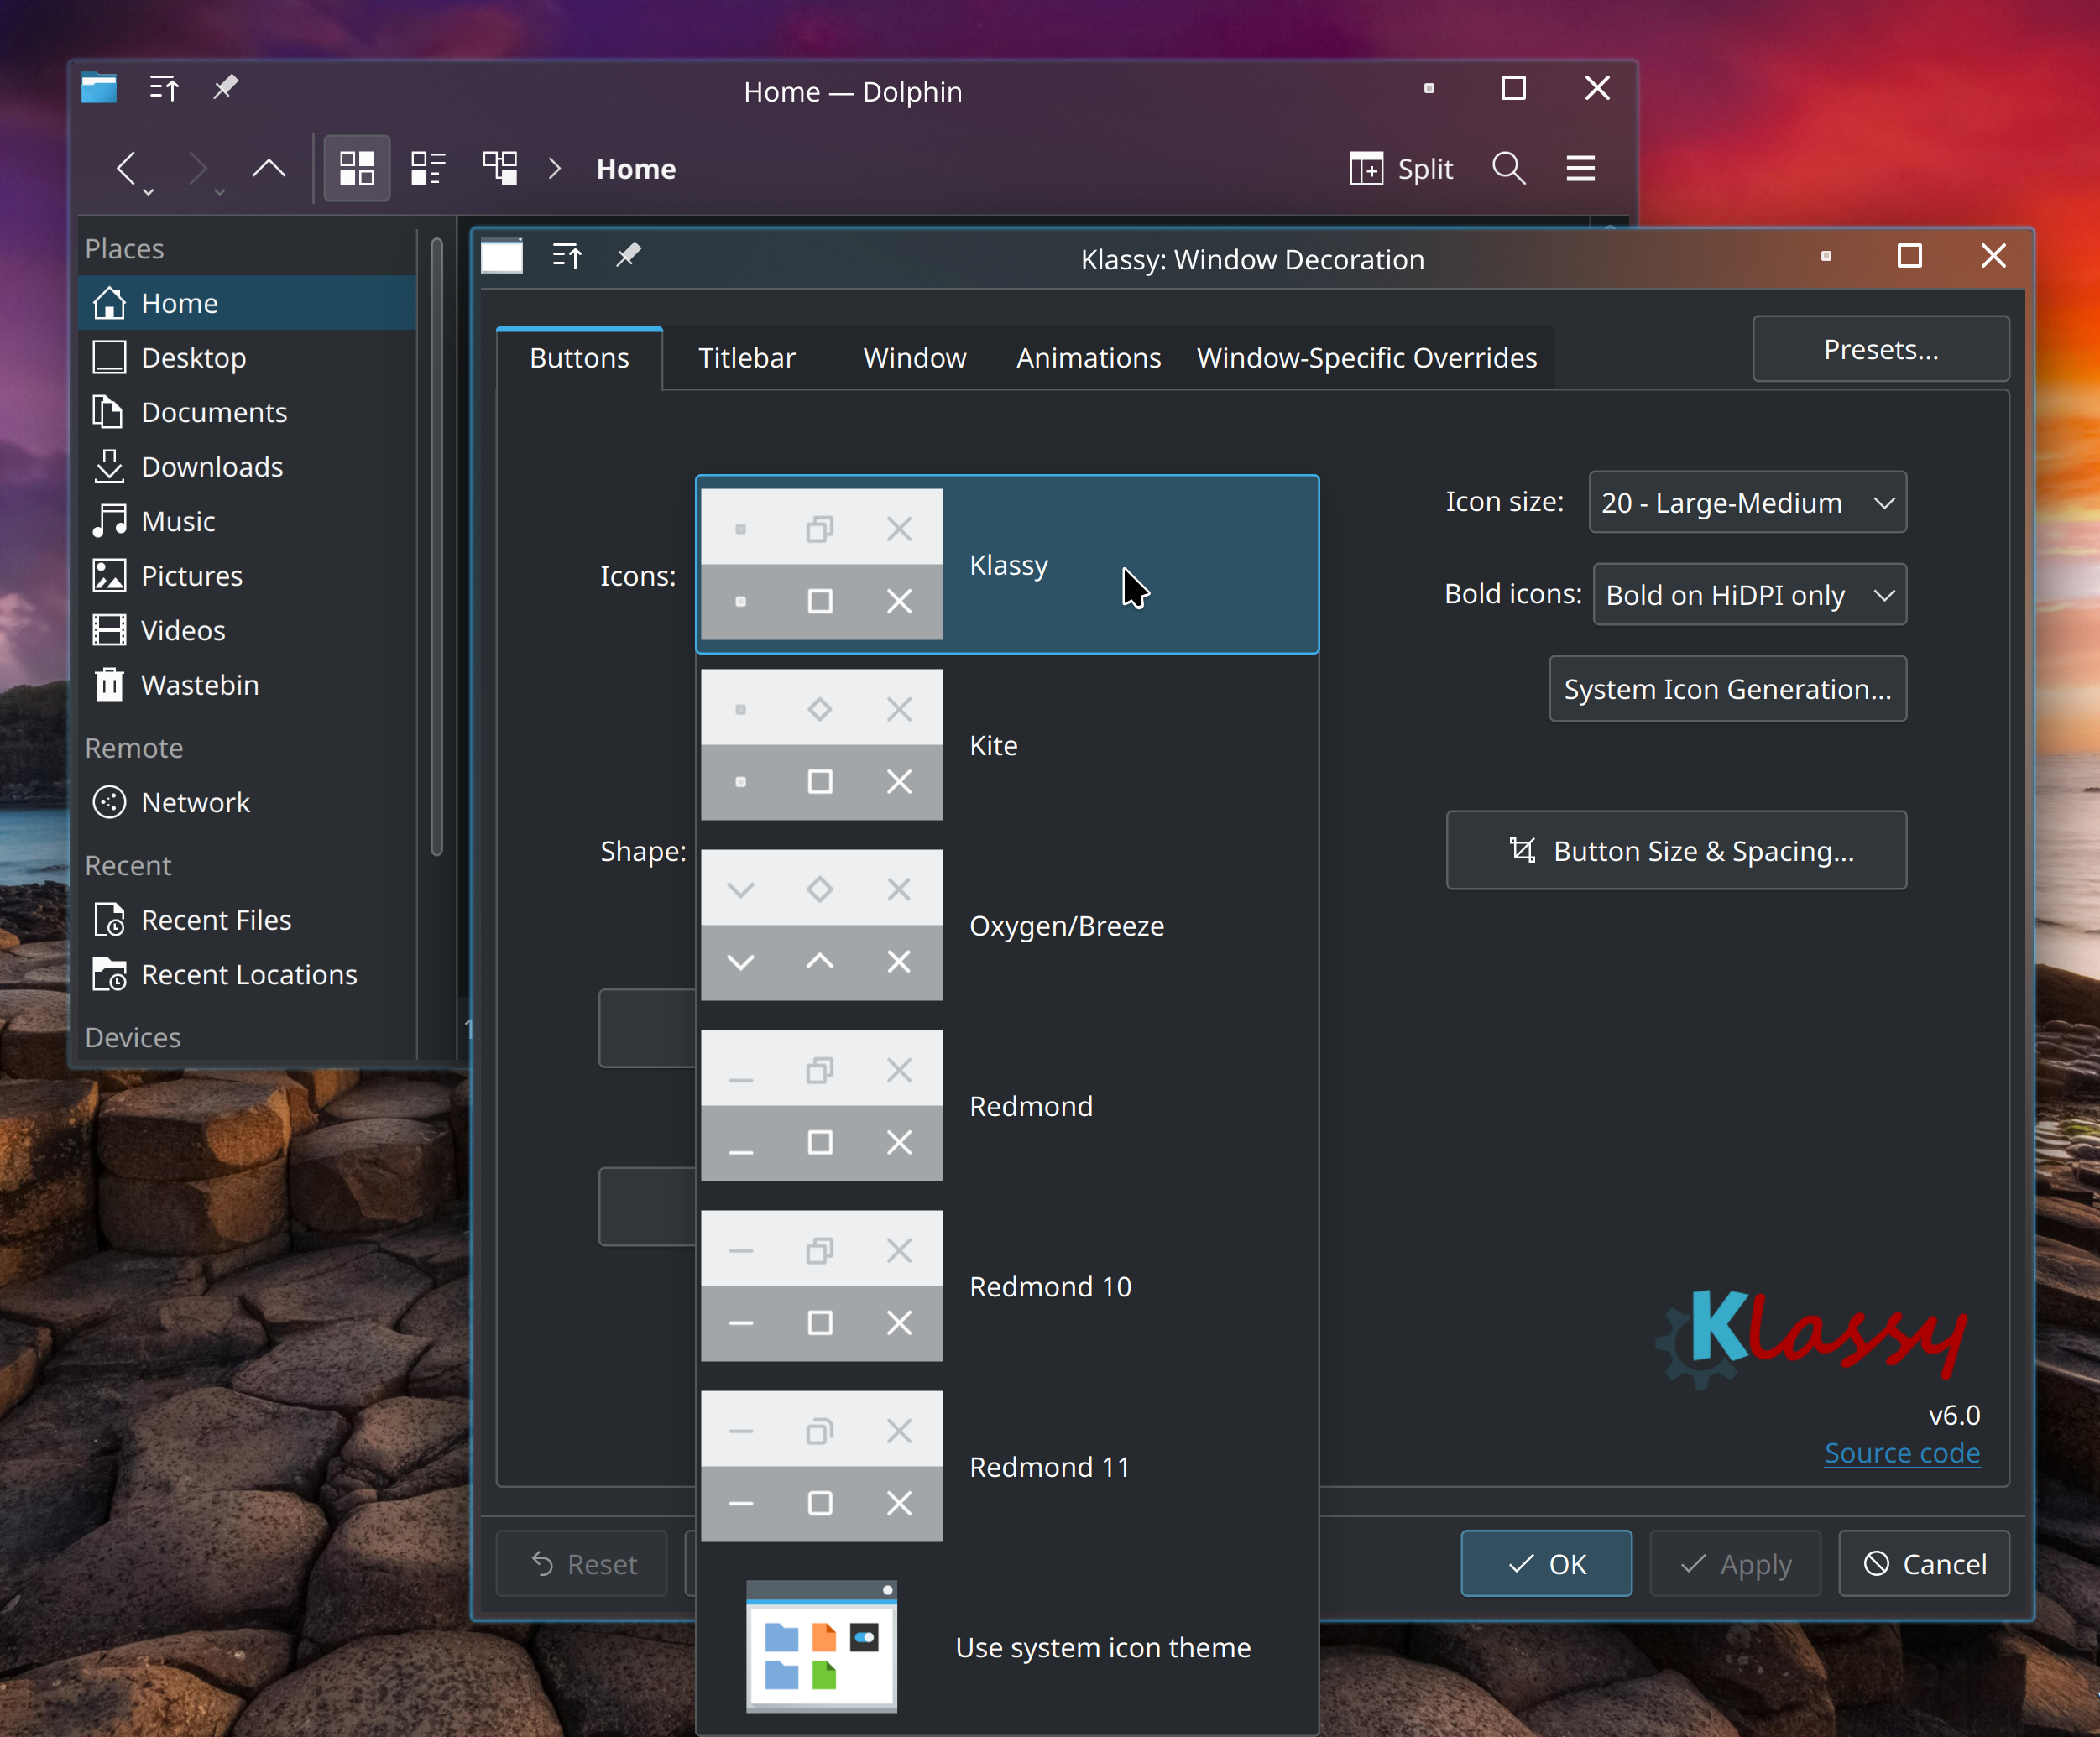 Home — Dolphin
Home
Split
Places
Home
Desktop
Documents
Downloads
Music
Pictures
Videos
Wastebin
Remote
Network
Recent
Recent Files
Recent Locations
Devices
1
Klassy: Window Decoration
Buttons
Titlebar
Window
Animations
Window-Specific Overrides
Presets...
Icons:
Klassy
Kite
Oxygen/Breeze
Redmond
Redmond 10
Redmond 11
Use system icon theme
Shape:
Icon size:
20 - Large-Medium
Bold icons:
Bold on HiDPI only
System Icon Generation...
Button Size & Spacing...
Klassy
v6.0
Source code
Reset
OK
Apply
Cancel